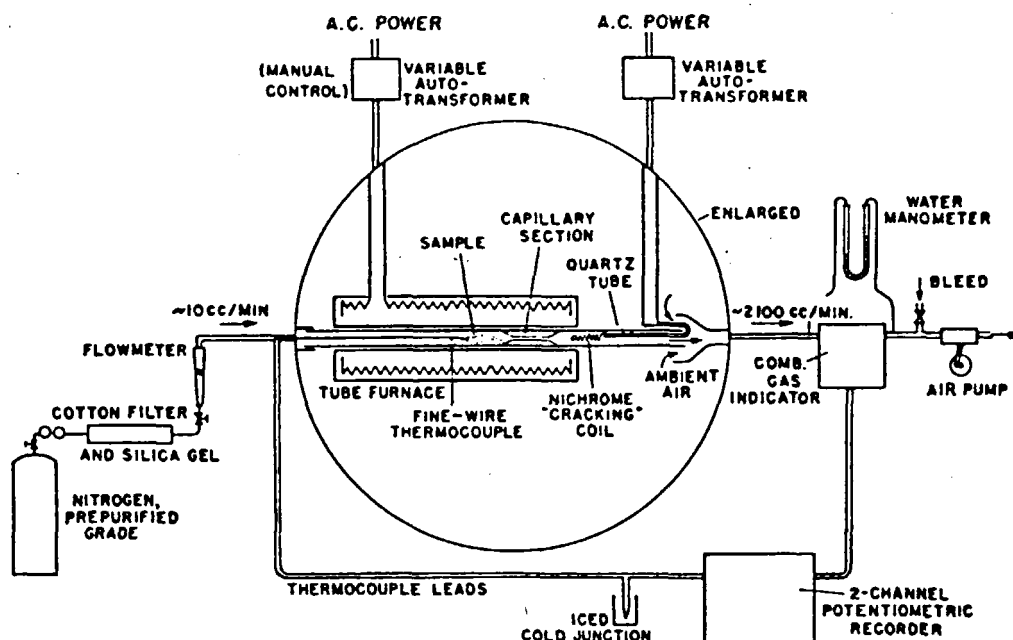 A.C. POWER
A.C. POWER
(MANUAL
CONTROL)
VARIABLE
AUTO-
TRANSFORMER
VARIABLE
AUTO-
TRANSFORMER
ENLARGED
WATER
MANOMETER
CAPILLARY
SECTION
SAMPLE
QUARTZ
TUBE
BLEED
~10CC/MIN
~2100 CC/MIN.
FLOWMETER
COMB.
GAS
INDICATOR
AMBIENT
AIR
AIR PUMP
TUBE FURNACE
NICHROME
"CRACKING"
COIL
FINE-WIRE
THERMOCOUPLE
COTTON FILTER
AND SILICA GEL
NITROGEN,
PREPURIFIED
GRADE
THERMOCOUPLE LEADS
ICED
COLD JUNCTION
2-CHANNEL
POTENTIOMETRIC
RECORDER